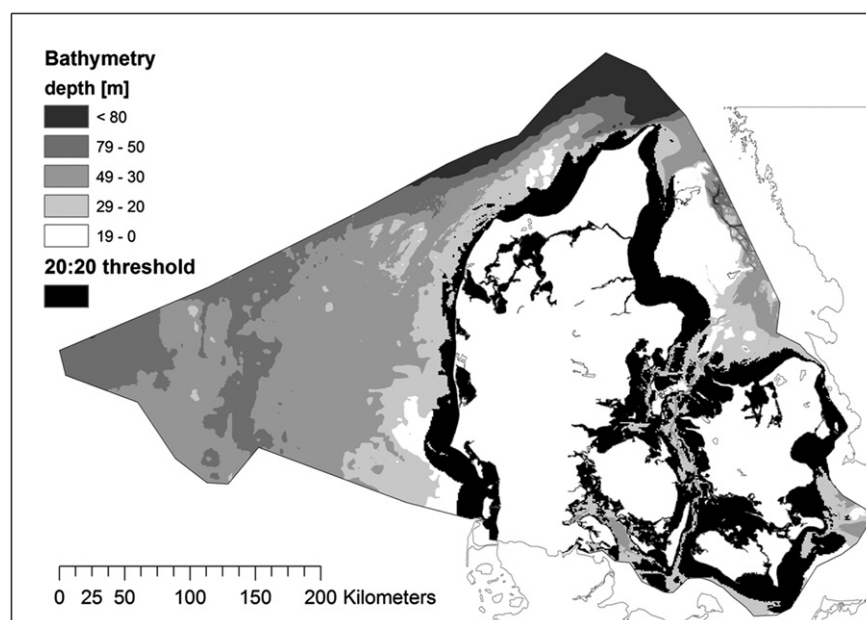 Bathymetry
depth [m]
< 80
79 - 50
49 - 30
29 - 20
19 - 0
20:20 threshold
0 25 50 100 150 200 Kilometers